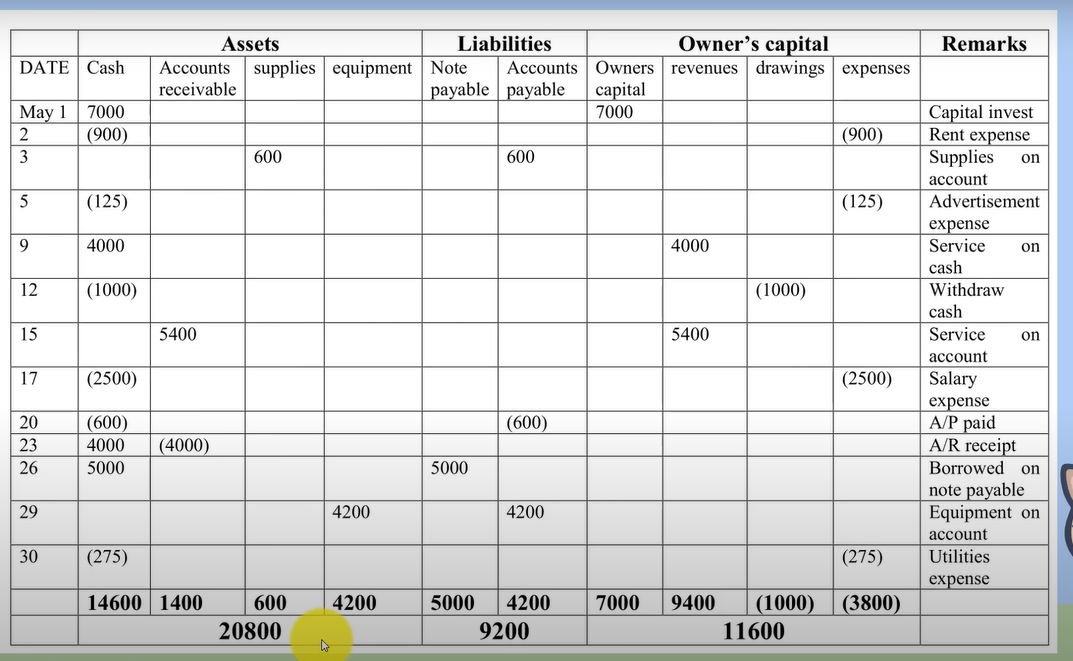 Assets Liabilities Owner's capital Remarks
DATE Cash Accounts receivable supplies equipment Note payable Accounts payable Owners capital revenues drawings expenses
May 1 7000 7000 Capital invest
2 (900) (900) Rent expense
3 600 600 Supplies on account
5 (125) (125) Advertisement expense
9 4000 4000 Service on cash
12 (1000) (1000) Withdraw cash
15 5400 5400 Service on account
17 (2500) (2500) Salary expense
20 (600) (600) A/P paid
23 4000 (4000) A/R receipt
26 5000 5000 Borrowed on note payable
29 4200 4200 Equipment on account
30 (275) (275) Utilities expense
14600 1400 600 4200 5000 4200 7000 9400 (1000) (3800)
20800 9200 11600